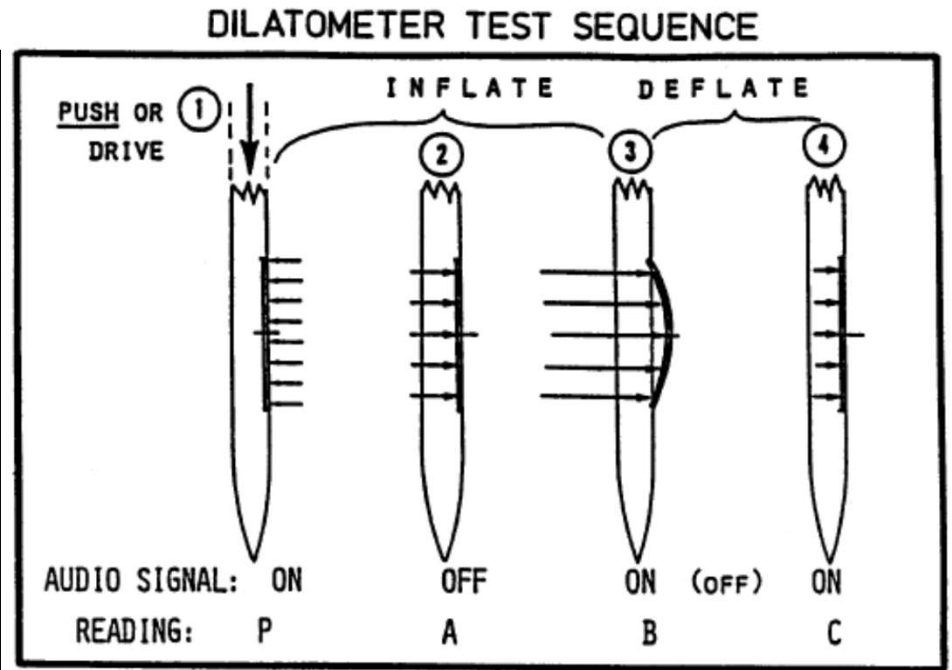 DILATOMETER TEST SEQUENCE
INFLATE DEFLATE
PUSH OR 1
DRIVE
2 3 4
AUDIO SIGNAL: ON OFF ON (OFF) ON
READING: P A B C